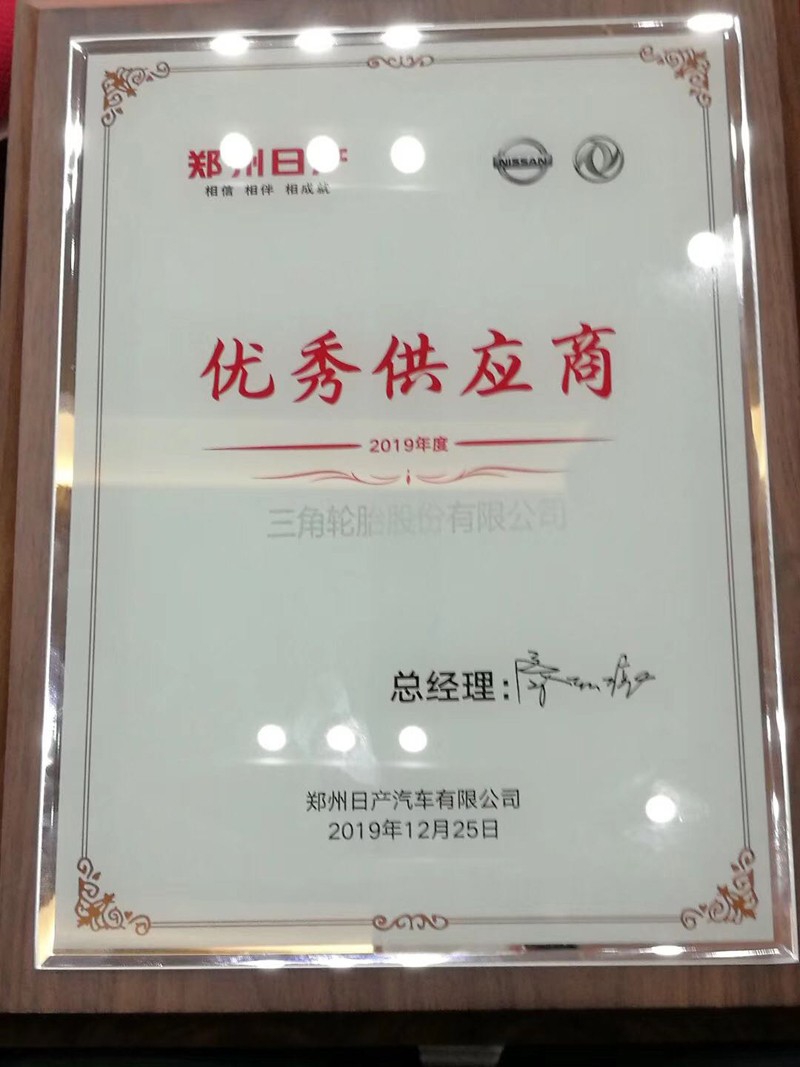 郑州日产
相信 相伴 相成就
NISSAN
优秀供应商
2019年度
三角轮胎股份有限公司
总经理：
郑州日产汽车有限公司
2019年12月25日